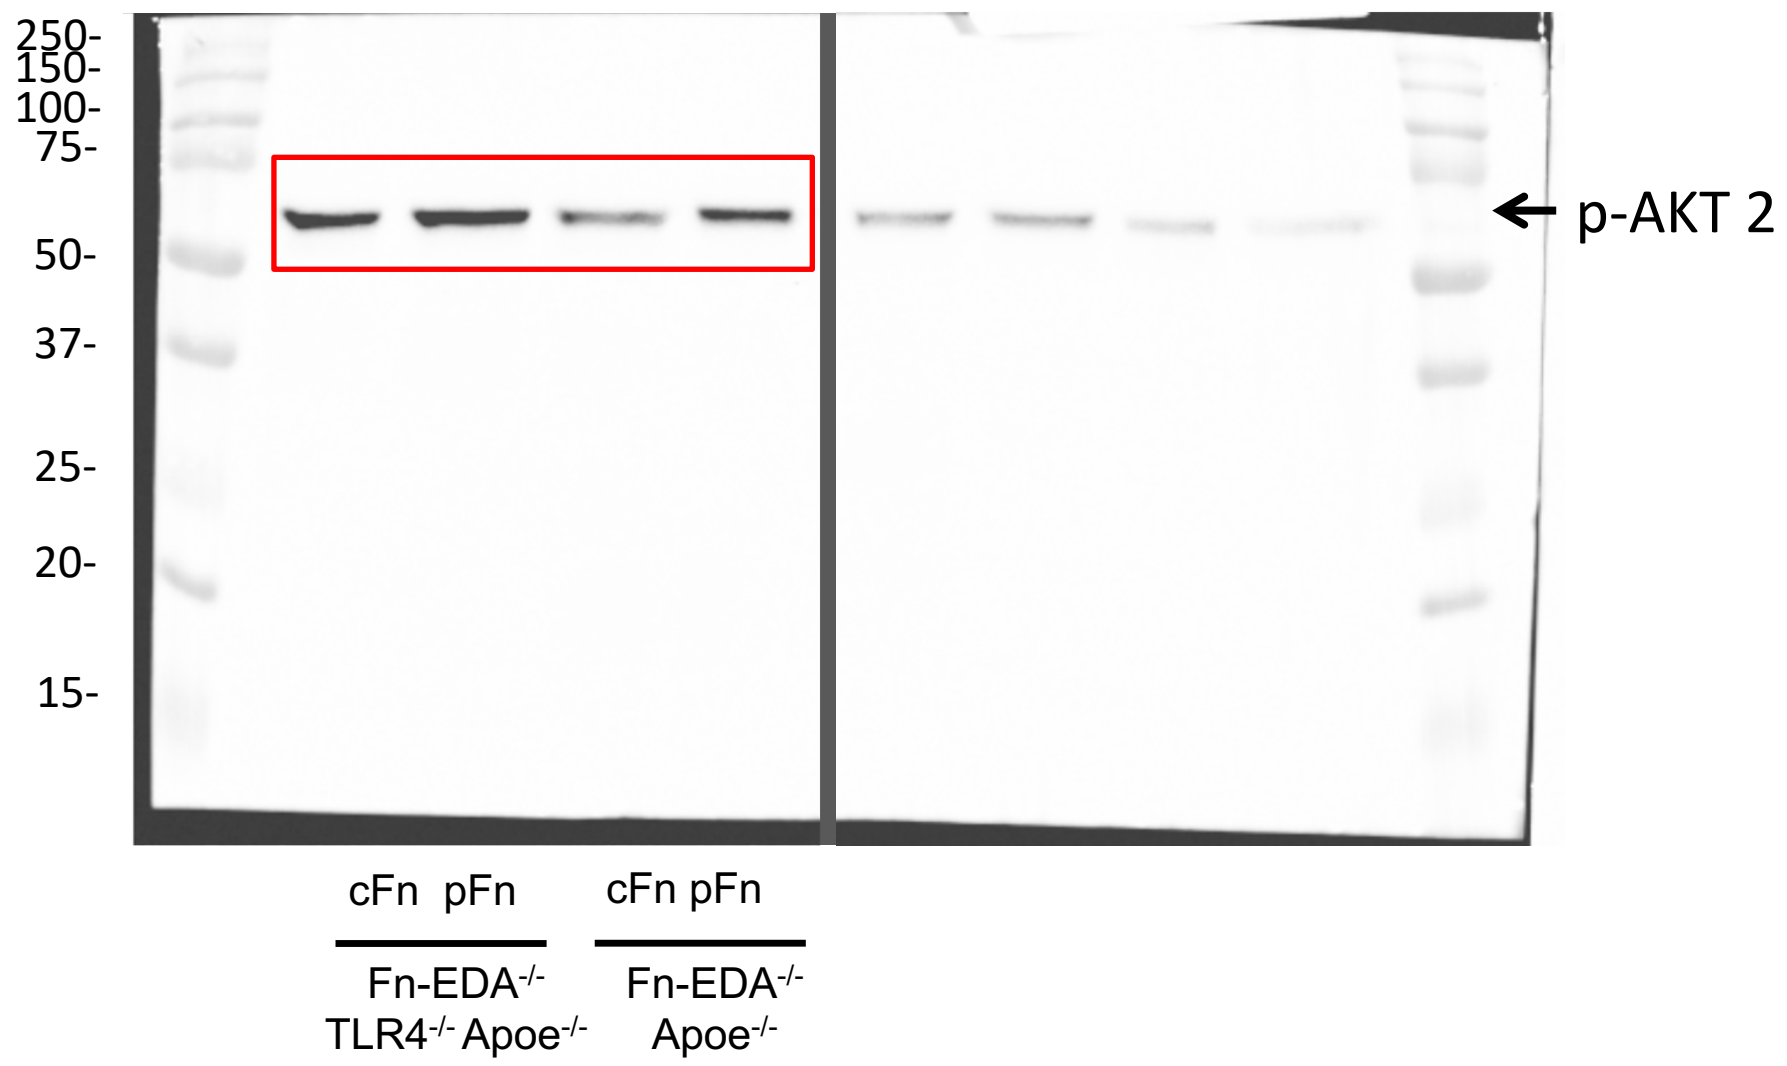 250-
150-
100-
75-
50-
37-
25-
20-
15-
p-AKT 2
cFn pFn
cFn pFn
Fn-EDA-/-
TLR4-/- Apoe-/-
Fn-EDA-/-
Apoe-/-